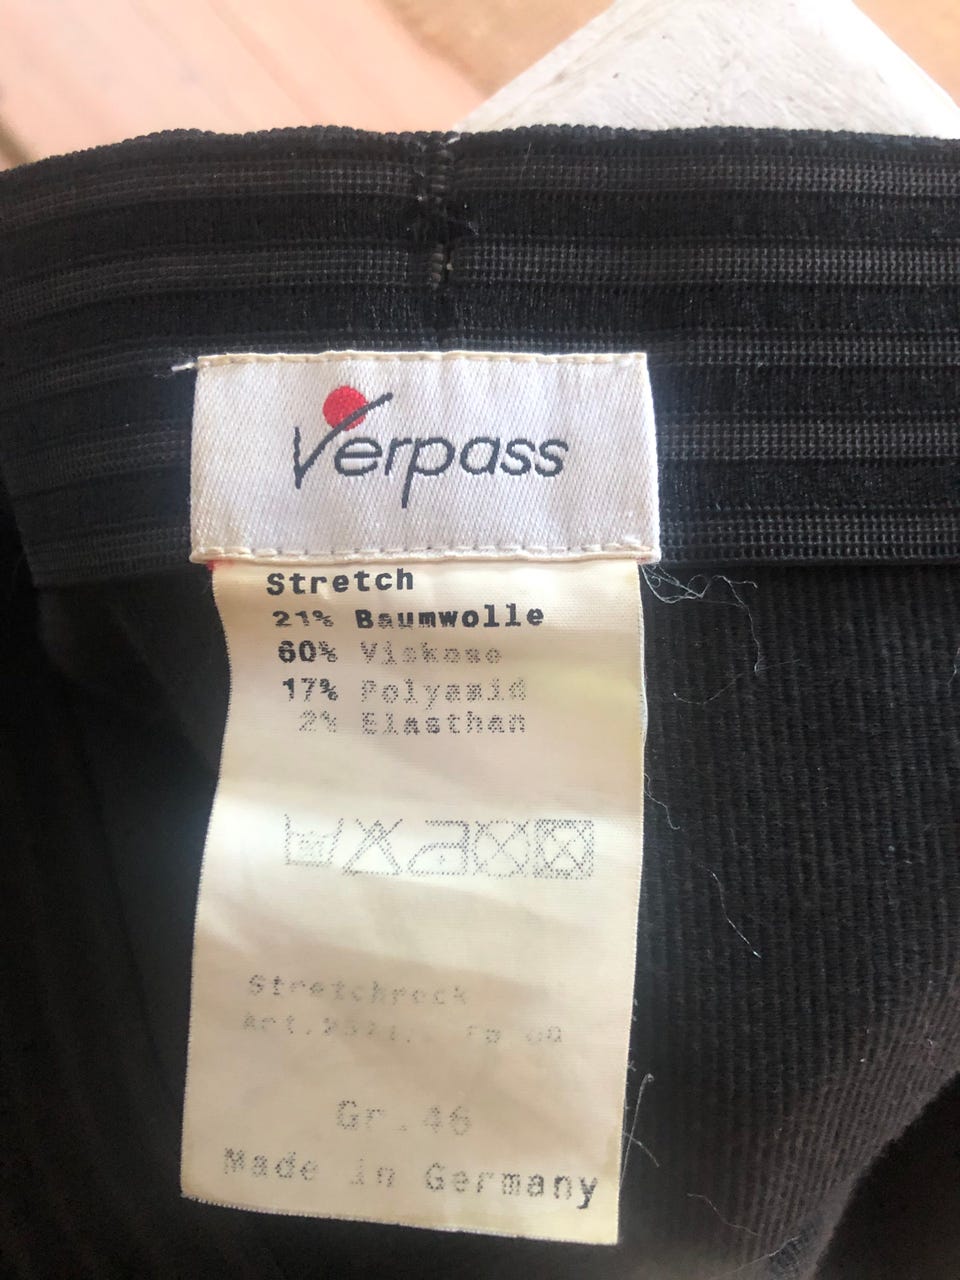 Verpass
Stretch
21% Baumwolle
60% Viskose
17% Polyamid
2% Elasthan
Stretchrock
Gr.46
Made in Germany